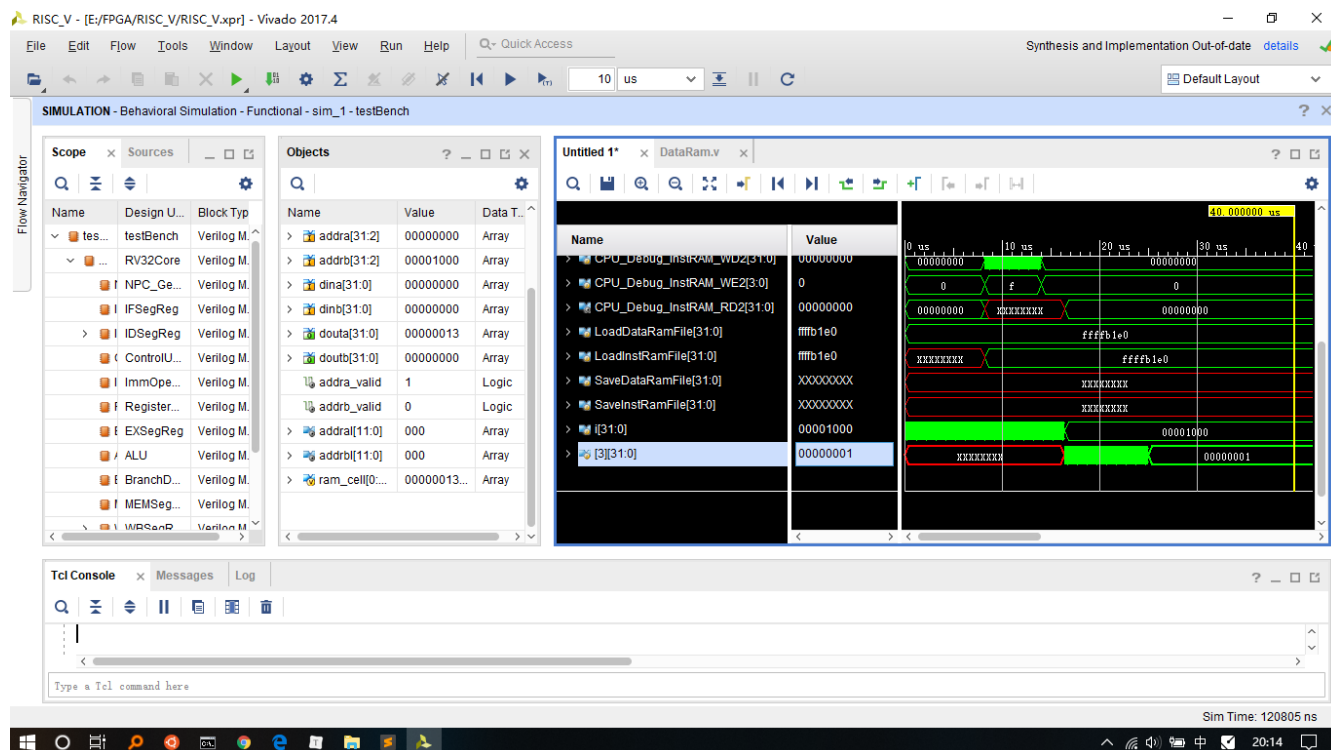 RISC_V - [E:/FPGA/RISC_V/RISC_V.xpr] - Vivado 2017.4
File Edit Flow Tools Window Layout View Run Help Quick Access
Synthesis and Implementation Out-of-date details
10 us Default Layout
SIMULATION - Behavioral Simulation - Functional - sim_1 - testBench
Flow Navigator
Scope Sources
Name Design U... Block Typ
tes... testBench Verilog M.
... RV32Core Verilog M.
NPC_Ge... Verilog M.
IFSegReg Verilog M.
IDSegReg Verilog M.
ControlU... Verilog M.
ImmOpe... Verilog M.
Register... Verilog M.
EXSegReg Verilog M.
ALU Verilog M.
BranchD... Verilog M.
MEMSeg... Verilog M.
WBSegR... Verilog M.
Objects
Name Value Data T...
addra[31:2] 00000000 Array
addrb[31:2] 00001000 Array
dina[31:0] 00000000 Array
dinb[31:0] 00000000 Array
douta[31:0] 00000013 Array
doutb[31:0] 00000000 Array
addra_valid 1 Logic
addrb_valid 0 Logic
addral[11:0] 000 Array
addrbl[11:0] 000 Array
ram_cell[0:... 00000013... Array
Untitled 1* DataRam.v
40.000000 us
Name Value
0 us 10 us 20 us 30 us 40
CPU_Debug_InstRAM_WD2[31:0] 00000000 00000000 00000000
CPU_Debug_InstRAM_WE2[3:0] 0 0 f 0
CPU_Debug_InstRAM_RD2[31:0] 00000000 00000000 XXXXXXXX 00000000
LoadDataRamFile[31:0] ffffb1e0 ffffb1e0
LoadInstRamFile[31:0] ffffb1e0 XXXXXXXX ffffb1e0
SaveDataRamFile[31:0] XXXXXXXX XXXXXXXX
SaveInstRamFile[31:0] XXXXXXXX XXXXXXXX
i[31:0] 00001000 00001000
[3][31:0] 00000001 XXXXXXXX 00000001
Tcl Console Messages Log
Type a Tcl command here
Sim Time: 120805 ns
中 20:14